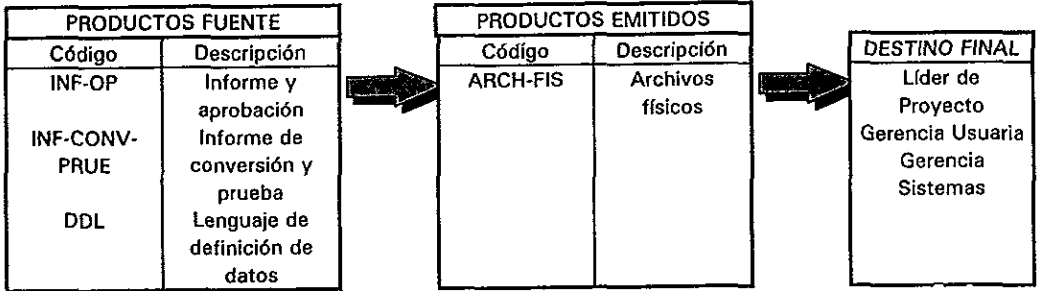 PRODUCTOS FUENTE
Código Descripción
INF-OP Informe y
aprobación
INF-CONV- Informe de
PRUE conversión y
prueba
DDL Lenguaje de
definición de
datos
PRODUCTOS EMITIDOS
Código Descripción
ARCH-FIS Archivos
físicos
DESTINO FINAL
Líder de
Proyecto
Gerencia Usuaria
Gerencia
Sistemas